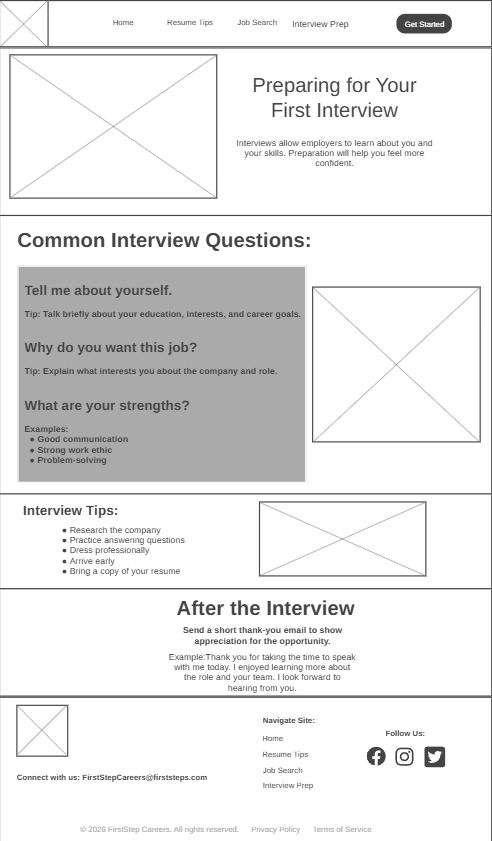 Home Resume Tips Job Search Interview Prep Get Started
Preparing for Your
First Interview
Interviews allow employers to learn about you and
your skills. Preparation will help you feel more
confident.
Common Interview Questions:
Tell me about yourself.
Tip: Talk briefly about your education, interests, and career goals.
Why do you want this job?
Tip: Explain what interests you about the company and role.
What are your strengths?
Examples:
● Good communication
● Strong work ethic
● Problem-solving
Interview Tips:
● Research the company
● Practice answering questions
● Dress professionally
● Arrive early
● Bring a copy of your resume
After the Interview
Send a short thank-you email to show
appreciation for the opportunity.
Example:Thank you for taking the time to speak
with me today. I enjoyed learning more about
the role and your team. I look forward to
hearing from you.
Connect with us: FirstStepCareers@firststeps.com
Navigate Site:
Home
Resume Tips
Job Search
Interview Prep
Follow Us:
© 2026 FirstStep Careers. All rights reserved. Privacy Policy Terms of Service